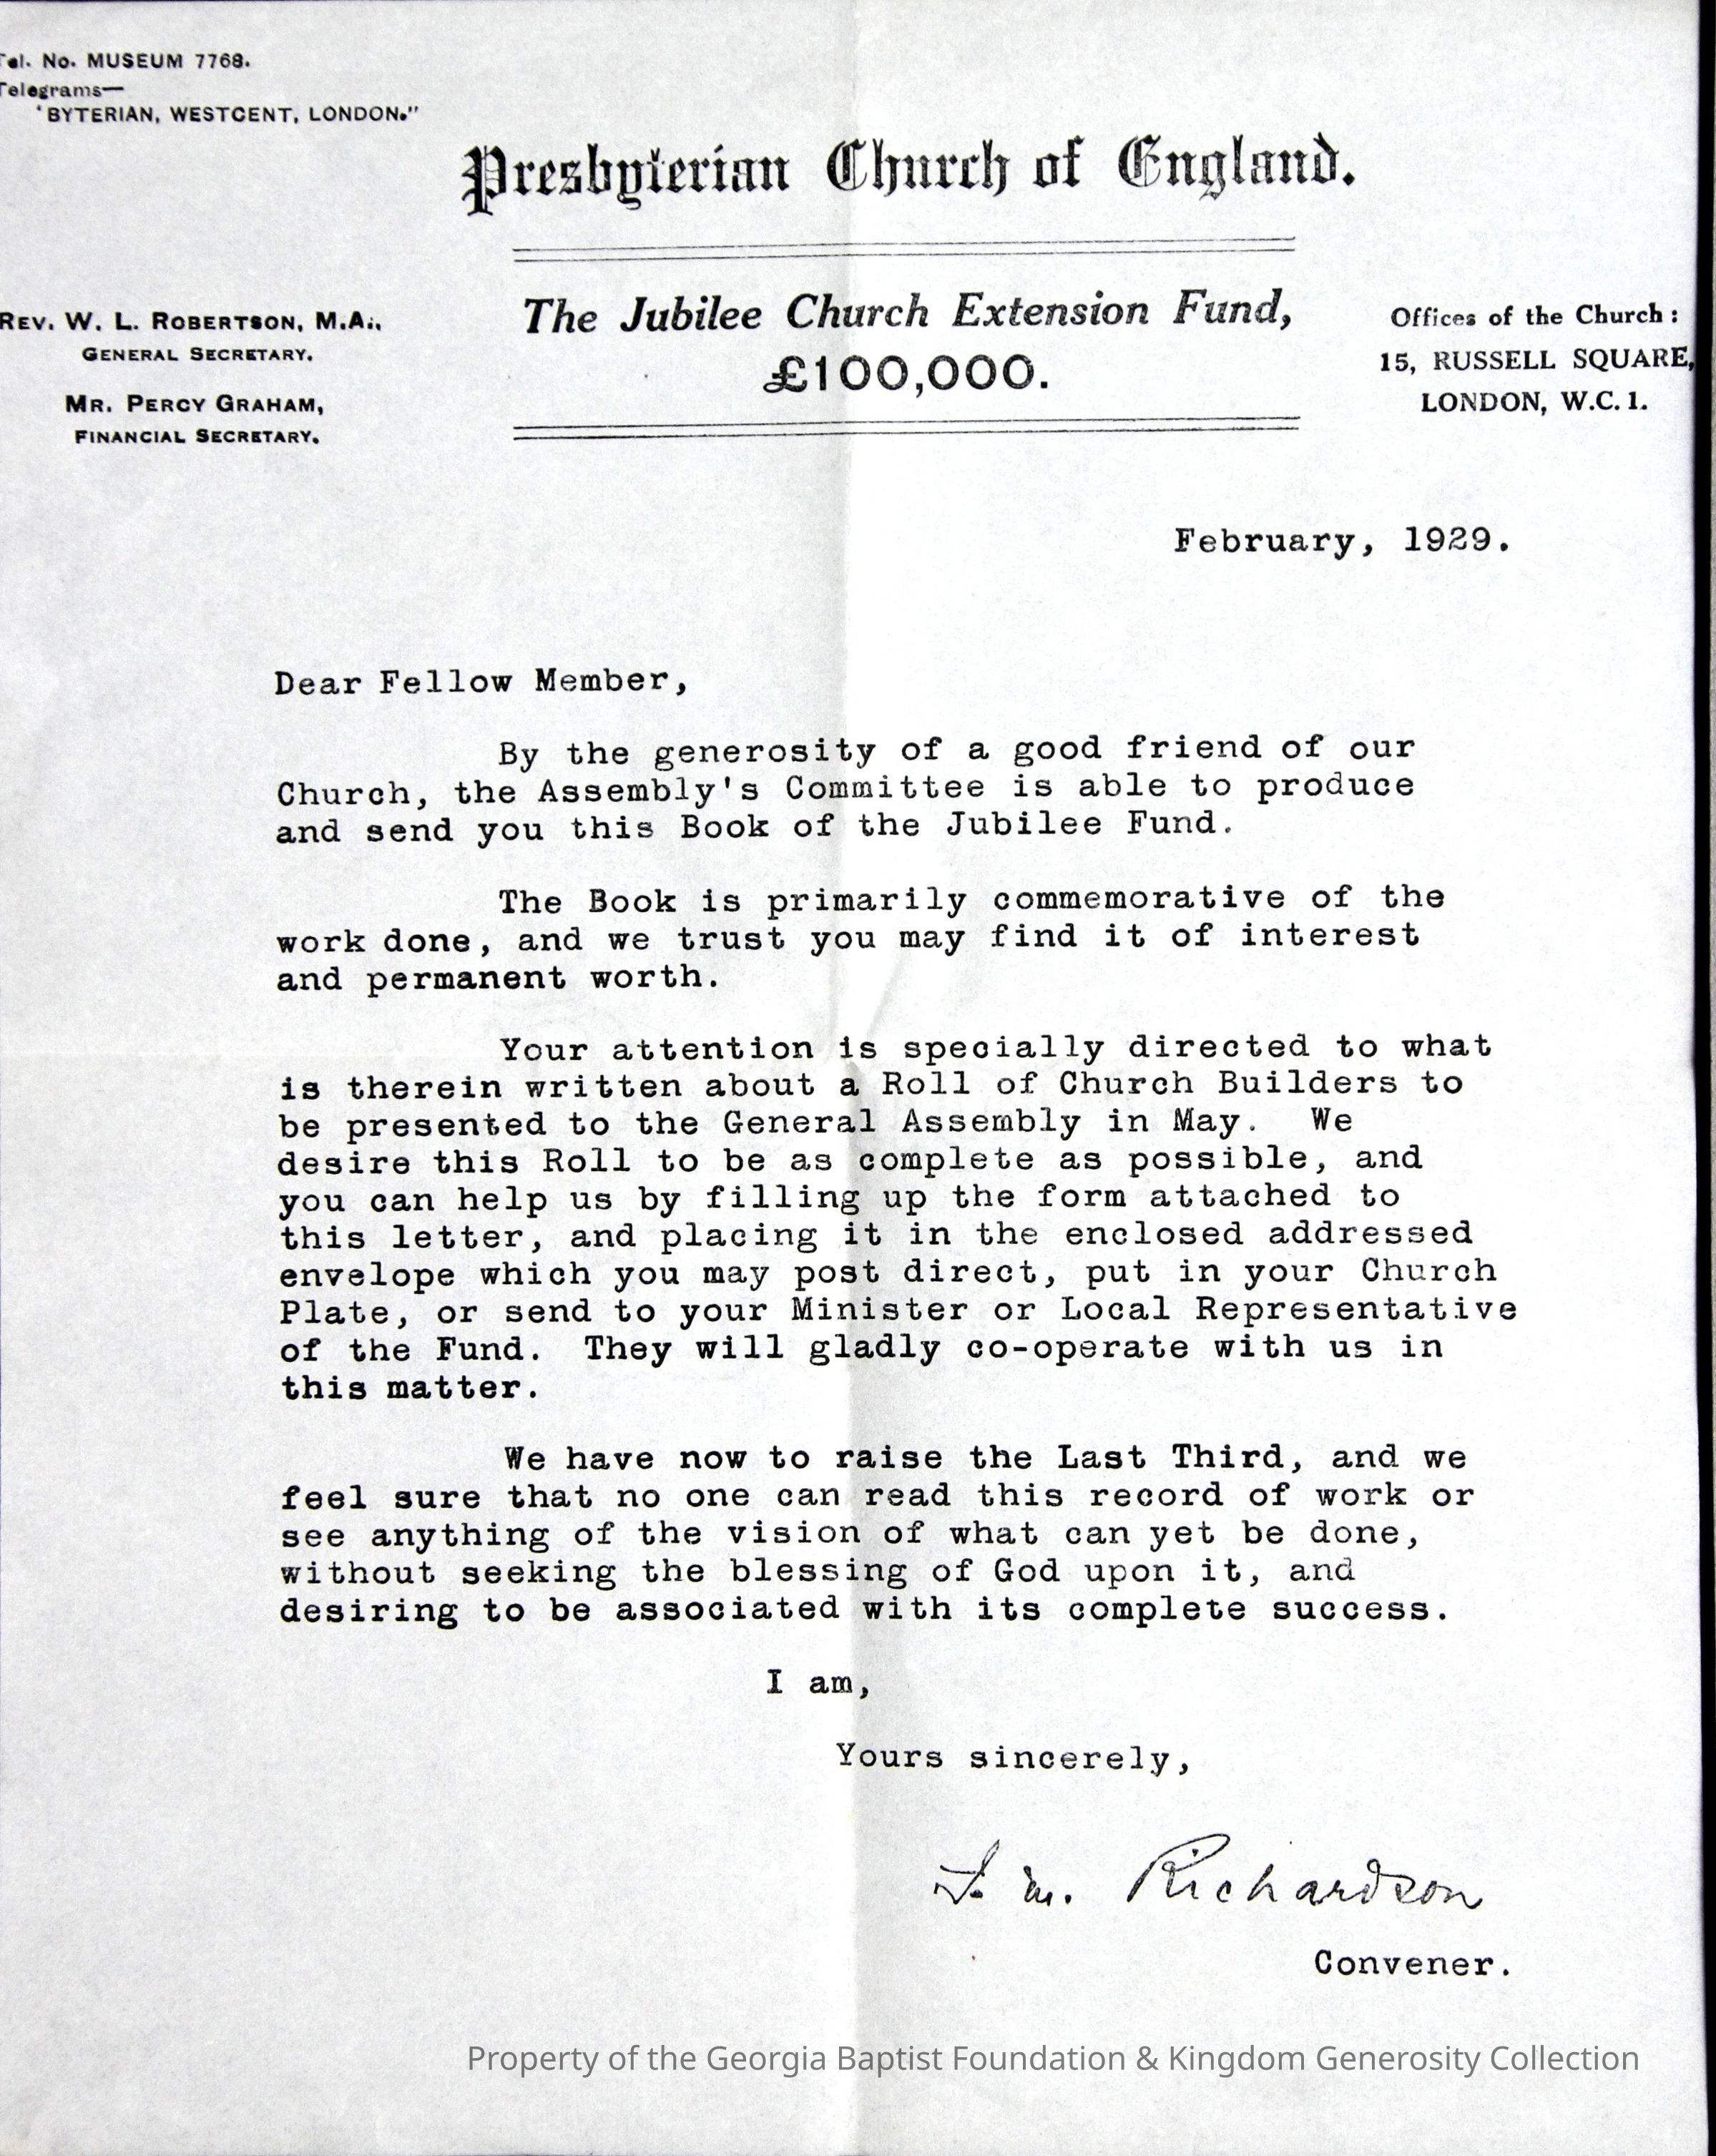 Tel. No. MUSEUM 7768.
Telegrams—
"BYTERIAN, WESTCENT, LONDON."
Presbyterian Church of England.
REV. W. L. ROBERTSON, M.A.,
GENERAL SECRETARY.
MR. PERCY GRAHAM,
FINANCIAL SECRETARY.
The Jubilee Church Extension Fund,
£100,000.
Offices of the Church:
15, RUSSELL SQUARE,
LONDON, W.C.1.
February, 1929.
Dear Fellow Member,
By the generosity of a good friend of our
Church, the Assembly's Committee is able to produce
and send you this Book of the Jubilee Fund.
The Book is primarily commemorative of the
work done, and we trust you may find it of interest
and permanent worth.
Your attention is specially directed to what
is therein written about a Roll of Church Builders to
be presented to the General Assembly in May. We
desire this Roll to be as complete as possible, and
you can help us by filling up the form attached to
this letter, and placing it in the enclosed addressed
envelope which you may post direct, put in your Church
Plate, or send to your Minister or Local Representative
of the Fund. They will gladly co-operate with us in
this matter.
We have now to raise the Last Third, and we
feel sure that no one can read this record of work or
see anything of the vision of what can yet be done,
without seeking the blessing of God upon it, and
desiring to be associated with its complete success.
I am,
Yours sincerely,
Richardson
Convener.
Property of the Georgia Baptist Foundation & Kingdom Generosity Collection